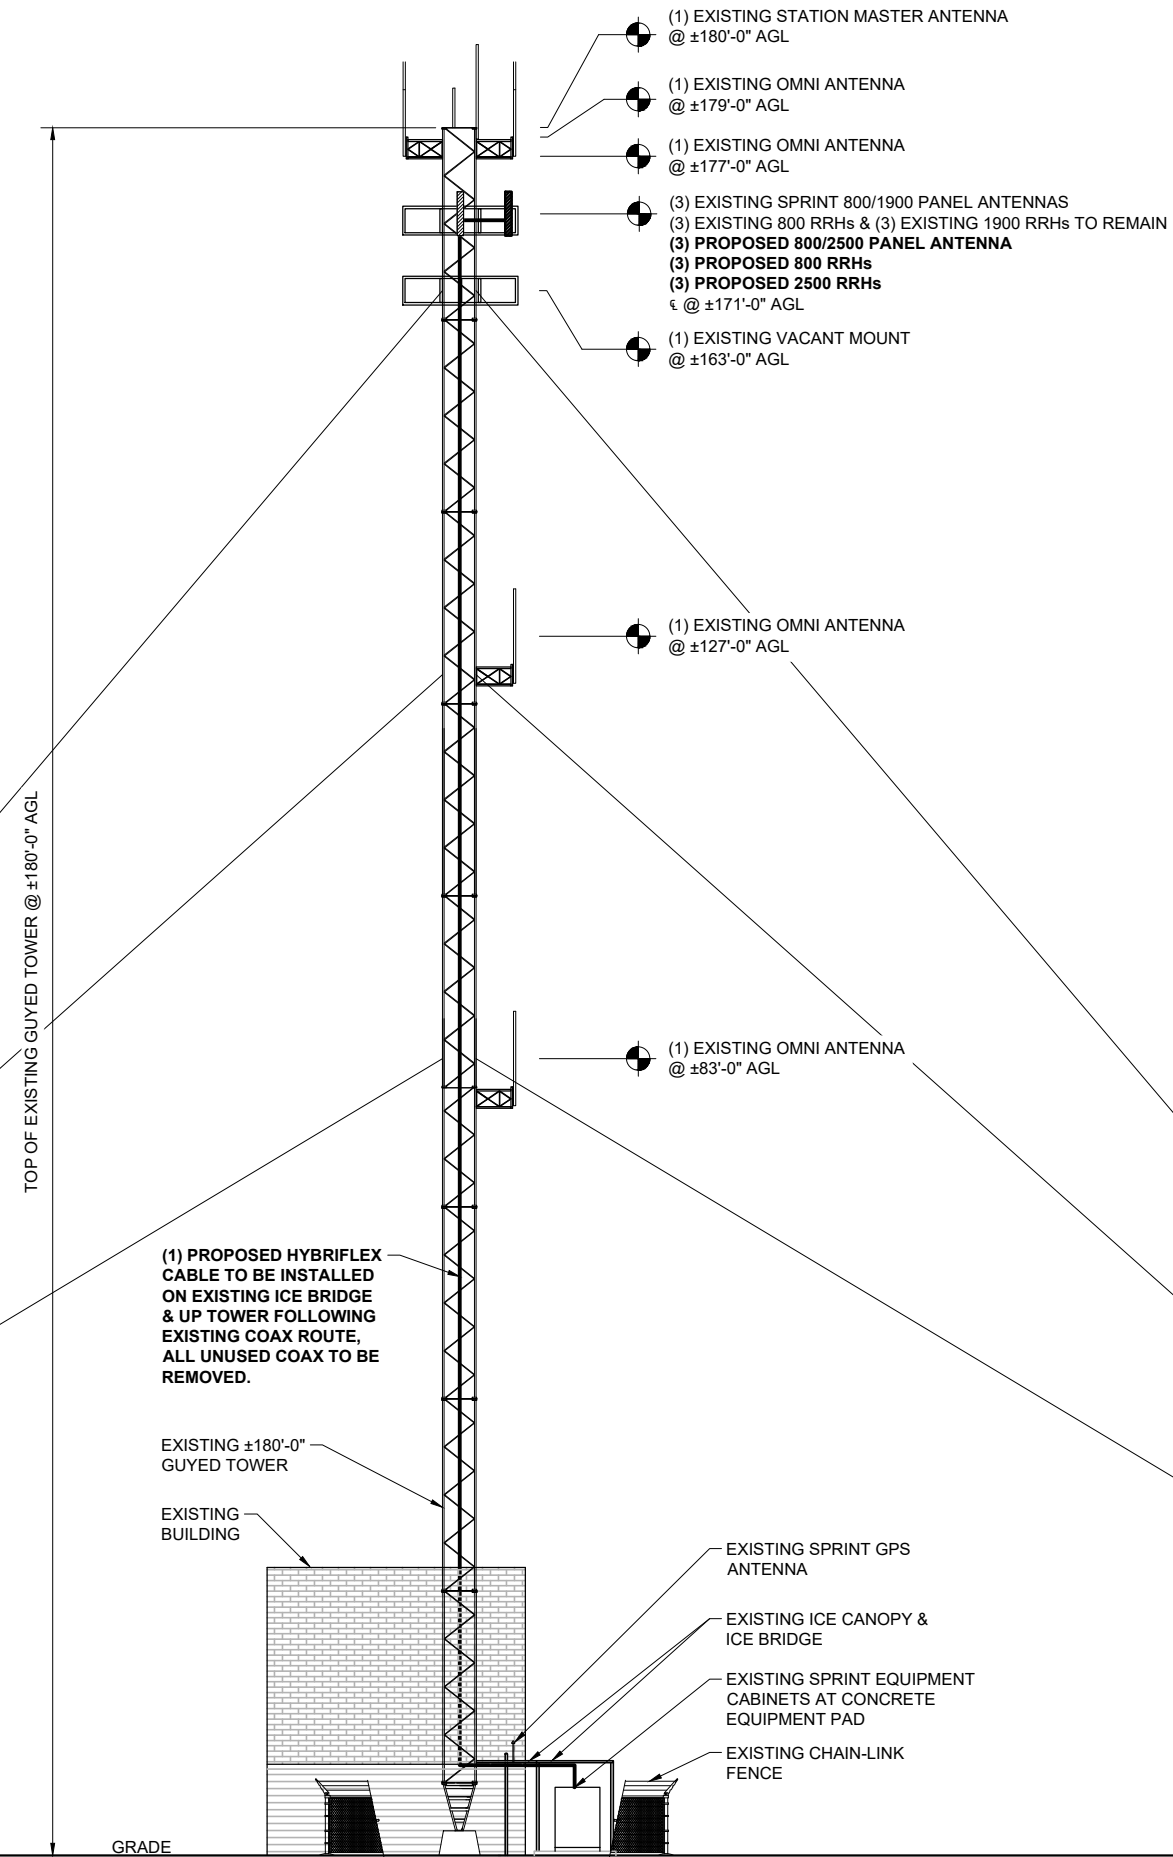 (1) EXISTING STATION MASTER ANTENNA
@ ±180'-0" AGL
(1) EXISTING OMNI ANTENNA
@ ±179'-0" AGL
(1) EXISTING OMNI ANTENNA
@ ±177'-0" AGL
(3) EXISTING SPRINT 800/1900 PANEL ANTENNAS
(3) EXISTING 800 RRHs & (3) EXISTING 1900 RRHs TO REMAIN
(3) PROPOSED 800/2500 PANEL ANTENNA
(3) PROPOSED 800 RRHs
(3) PROPOSED 2500 RRHs
℄ @ ±171'-0" AGL
(1) EXISTING VACANT MOUNT
@ ±163'-0" AGL
(1) EXISTING OMNI ANTENNA
@ ±127'-0" AGL
TOP OF EXISTING GUYED TOWER @ ±180'-0" AGL
(1) EXISTING OMNI ANTENNA
@ ±83'-0" AGL
(1) PROPOSED HYBRIFLEX
CABLE TO BE INSTALLED
ON EXISTING ICE BRIDGE
& UP TOWER FOLLOWING
EXISTING COAX ROUTE,
ALL UNUSED COAX TO BE
REMOVED.
EXISTING ±180'-0"
GUYED TOWER
EXISTING
BUILDING
EXISTING SPRINT GPS
ANTENNA
EXISTING ICE CANOPY &
ICE BRIDGE
EXISTING SPRINT EQUIPMENT
CABINETS AT CONCRETE
EQUIPMENT PAD
EXISTING CHAIN-LINK
FENCE
GRADE